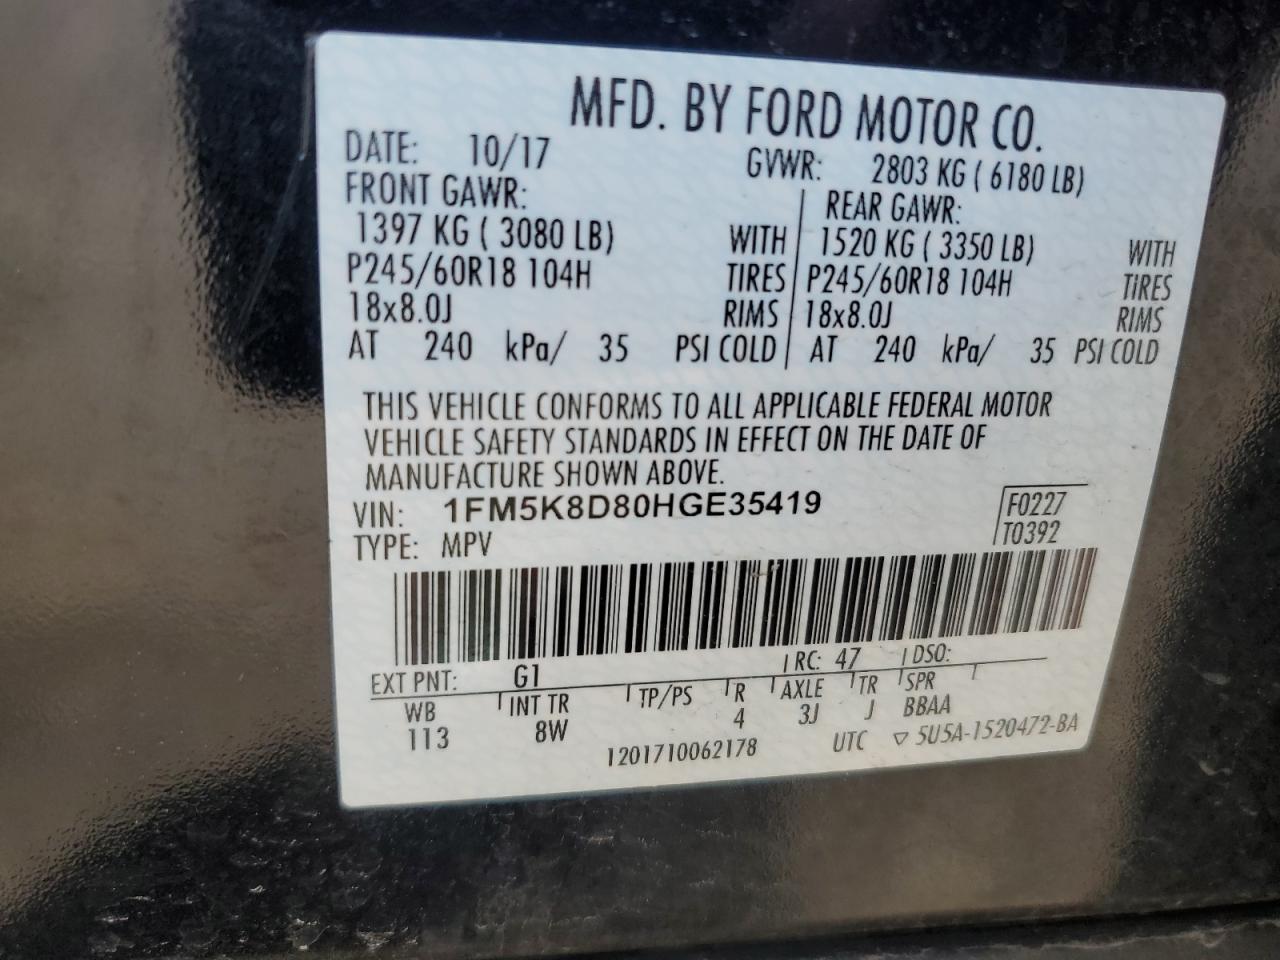 MFD. BY FORD MOTOR CO.
DATE: 10/17 GVWR: 2803 KG ( 6180 LB)
FRONT GAWR: REAR GAWR:
1397 KG ( 3080 LB) WITH 1520 KG ( 3350 LB) WITH
P245/60R18 104H TIRES P245/60R18 104H TIRES
18x8.0J RIMS 18x8.0J RIMS
AT 240 kPa/ 35 PSI COLD AT 240 kPa/ 35 PSI COLD
THIS VEHICLE CONFORMS TO ALL APPLICABLE FEDERAL MOTOR
VEHICLE SAFETY STANDARDS IN EFFECT ON THE DATE OF
MANUFACTURE SHOWN ABOVE.
VIN: 1FM5K8D80HGE35419 F0227
TYPE: MPV T0392
EXT PNT: G1 RC: 47 DSO:
WB INT TR TP/PS R AXLE TR SPR
113 8W 4 3J J BBAA
1201710062178 UTC ▽ 5U5A-1520472-BA